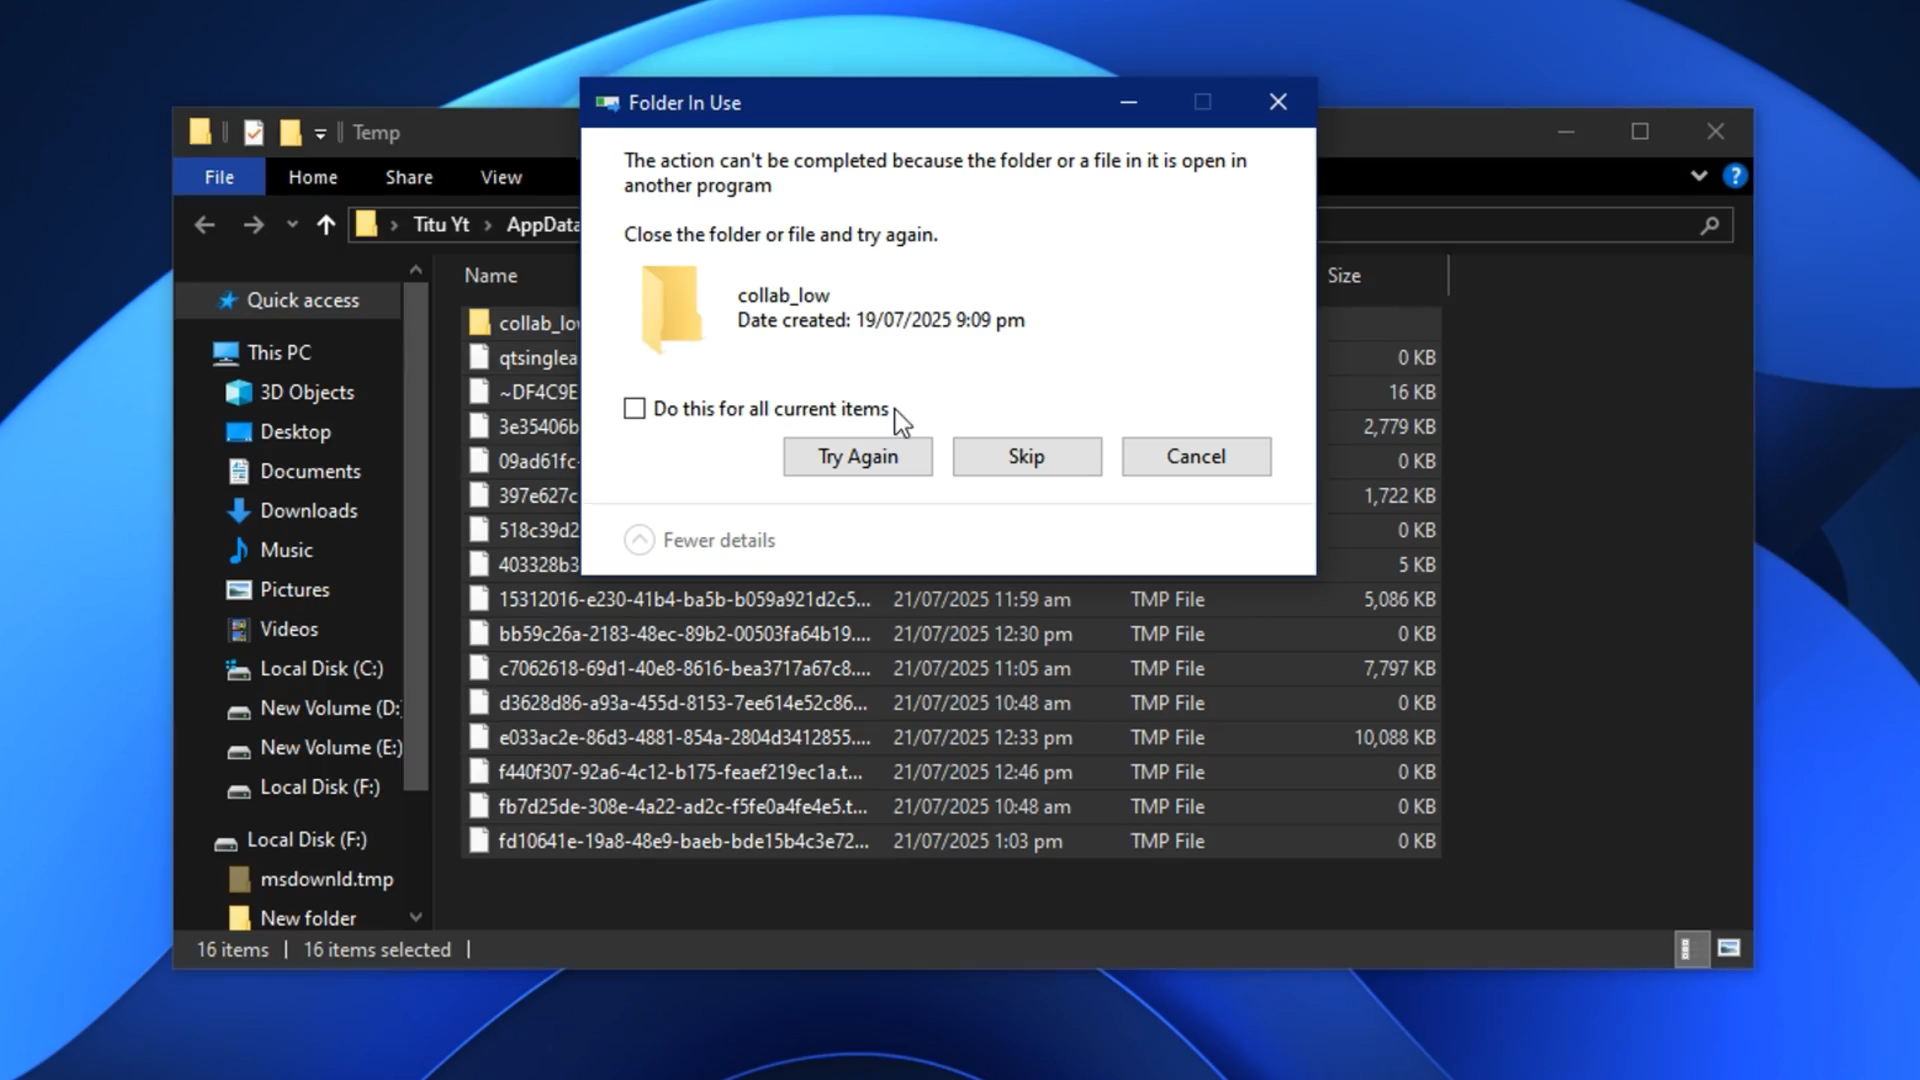 Folder In Use
The action can't be completed because the folder or a file in it is open in
another program
Close the folder or file and try again.
collab_low
Date created: 19/07/2025 9:09 pm
Do this for all current items
Try Again Skip Cancel
Fewer details
Temp
File Home Share View
Titu Yt > AppData
Name Size
Quick access
This PC
3D Objects
Desktop
Documents
Downloads
Music
Pictures
Videos
Local Disk (C:)
New Volume (D:
New Volume (E:)
Local Disk (F:)
Local Disk (F:)
msdownld.tmp
New folder
collab_lo
qtsinglea 0 KB
~DF4C9E 16 KB
3e35406b 2,779 KB
09ad61fc- 0 KB
397e627c 1,722 KB
518c39d2 0 KB
403328b3 5 KB
15312016-e230-41b4-ba5b-b059a921d2c5... 21/07/2025 11:59 am TMP File 5,086 KB
bb59c26a-2183-48ec-89b2-00503fa64b19.... 21/07/2025 12:30 pm TMP File 0 KB
c7062618-69d1-40e8-8616-bea3717a67c8.... 21/07/2025 11:05 am TMP File 7,797 KB
d3628d86-a93a-455d-8153-7ee614e52c86... 21/07/2025 10:48 am TMP File 0 KB
e033ac2e-86d3-4881-854a-2804d3412855.... 21/07/2025 12:33 pm TMP File 10,088 KB
f440f307-92a6-4c12-b175-feaef219ec1a.t... 21/07/2025 12:46 pm TMP File 0 KB
fb7d25de-308e-4a22-ad2c-f5fe0a4fe4e5.t... 21/07/2025 10:48 am TMP File 0 KB
fd10641e-19a8-48e9-baeb-bde15b4c3e72... 21/07/2025 1:03 pm TMP File 0 KB
16 items | 16 items selected |